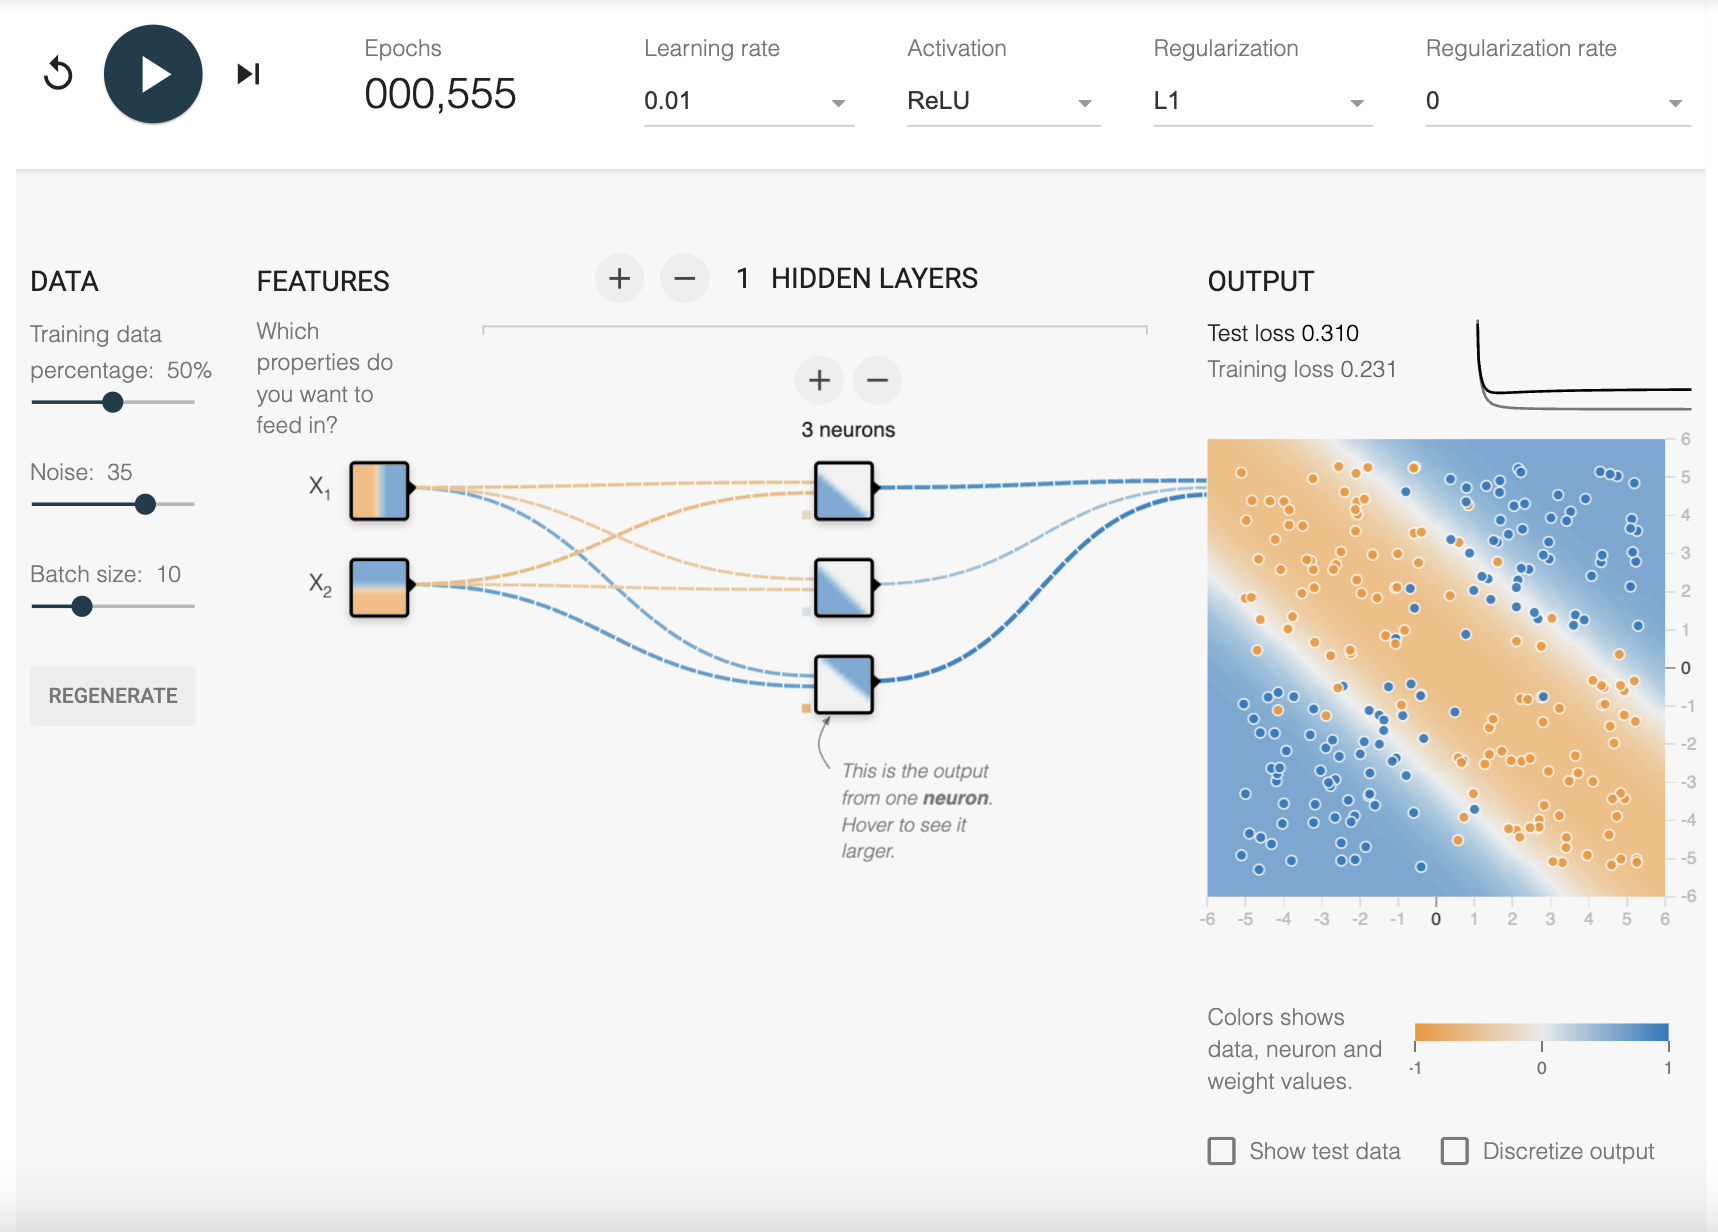 Epochs
000,555
Learning rate
0.01
Activation
ReLU
Regularization
L1
Regularization rate
0
DATA
Training data
percentage: 50%
Noise: 35
Batch size: 10
REGENERATE
FEATURES
Which
properties do
you want to
feed in?
X1
X2
1 HIDDEN LAYERS
3 neurons
This is the output
from one neuron.
Hover to see it
larger.
OUTPUT
Test loss 0.310
Training loss 0.231
6
5
4
3
2
1
0
-1
-2
-3
-4
-5
-6
-6 -5 -4 -3 -2 -1 0 1 2 3 4 5 6
Colors shows
data, neuron and
weight values.
-1 0 1
Show test data
Discretize output